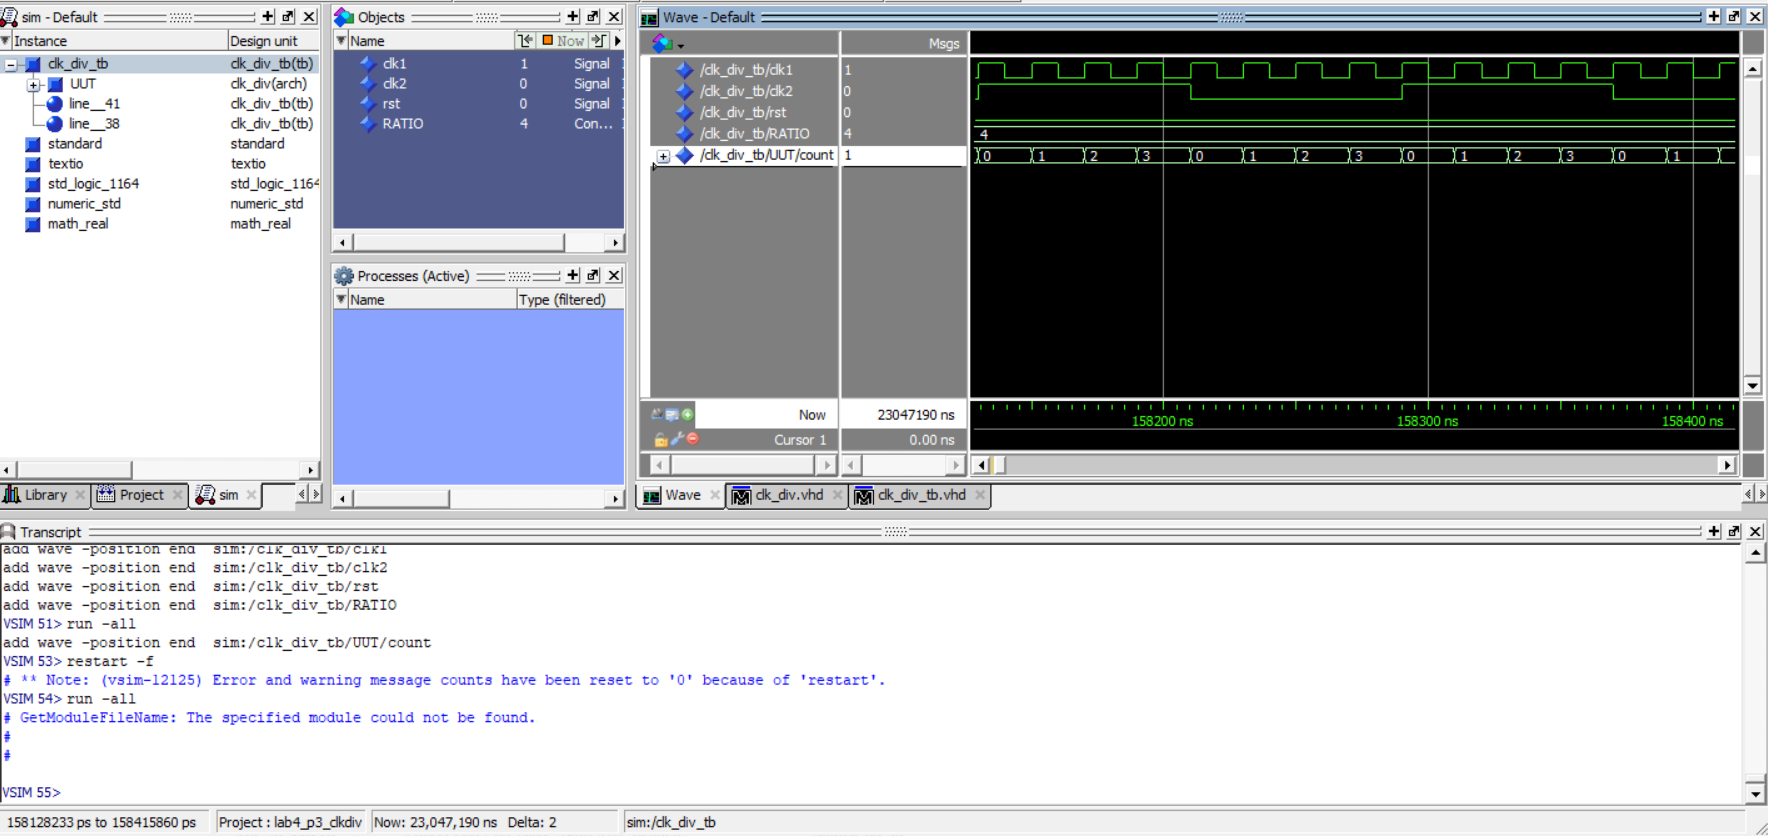 sim - Default
Instance Design unit
clk_div_tb clk_div_tb(tb)
UUT clk_div(arch)
line__41 clk_div_tb(tb)
line__38 clk_div_tb(tb)
standard standard
textio textio
std_logic_1164 std_logic_1164
numeric_std numeric_std
math_real math_real
Library Project sim
Objects
Name Now
clk1 1 Signal
clk2 0 Signal
rst 0 Signal
RATIO 4 Con...
Processes (Active)
Name Type (filtered)
Wave - Default
Msgs
/clk_div_tb/clk1 1
/clk_div_tb/clk2 0
/clk_div_tb/rst 0
/clk_div_tb/RATIO 4 4
/clk_div_tb/UUT/count 1 0 1 2 3 0 1 2 3 0 1 2 3 0 1
Now 23047190 ns 158200 ns 158300 ns 158400 ns
Cursor 1 0.00 ns
Wave clk_div.vhd clk_div_tb.vhd
Transcript
add wave -position end sim:/clk_div_tb/clk1
add wave -position end sim:/clk_div_tb/clk2
add wave -position end sim:/clk_div_tb/rst
add wave -position end sim:/clk_div_tb/RATIO
VSIM 51> run -all
add wave -position end sim:/clk_div_tb/UUT/count
VSIM 53> restart -f
# ** Note: (vsim-12125) Error and warning message counts have been reset to '0' because of 'restart'.
VSIM 54> run -all
# GetModuleFileName: The specified module could not be found.
#
#
VSIM 55>
158128233 ps to 158415860 ps Project : lab4_p3_clkdiv Now: 23,047,190 ns Delta: 2 sim:/clk_div_tb